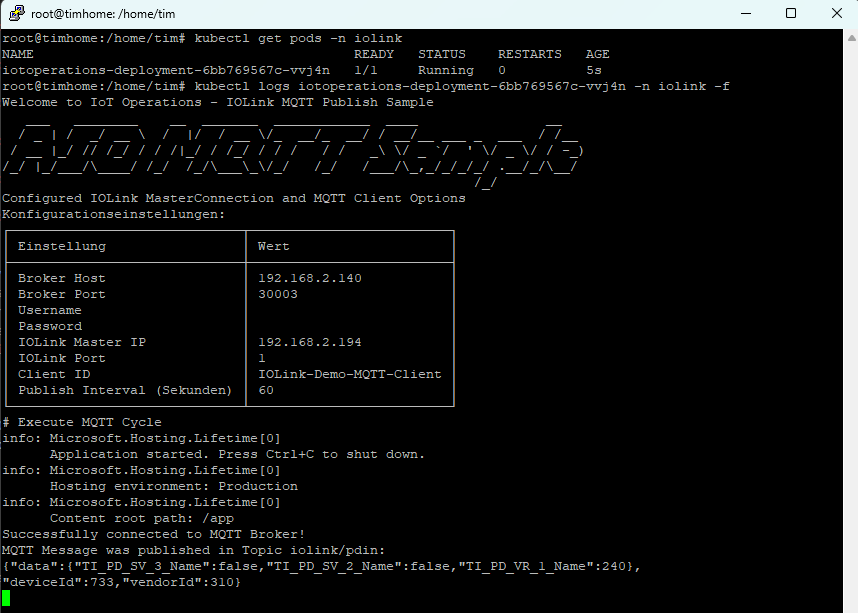 root@timhome: /home/tim
root@timhome:/home/tim# kubectl get pods -n iolink
NAME READY STATUS RESTARTS AGE
iotoperations-deployment-6bb769567c-vvj4n 1/1 Running 0 5s
root@timhome:/home/tim# kubectl logs iotoperations-deployment-6bb769567c-vvj4n -n iolink -f
Welcome to IoT Operations - IOLink MQTT Publish Sample
AIO MQTT Sample
Configured IOLink MasterConnection and MQTT Client Options
Konfigurationseinstellungen:
Einstellung Wert
Broker Host 192.168.2.140
Broker Port 30003
Username
Password
IOLink Master IP 192.168.2.194
IOLink Port 1
Client ID IOLink-Demo-MQTT-Client
Publish Interval (Sekunden) 60
# Execute MQTT Cycle
info: Microsoft.Hosting.Lifetime[0]
Application started. Press Ctrl+C to shut down.
info: Microsoft.Hosting.Lifetime[0]
Hosting environment: Production
info: Microsoft.Hosting.Lifetime[0]
Content root path: /app
Successfully connected to MQTT Broker!
MQTT Message was published in Topic iolink/pdin:
{"data":{"TI_PD_SV_3_Name":false,"TI_PD_SV_2_Name":false,"TI_PD_VR_1_Name":240},
"deviceId":733,"vendorId":310}